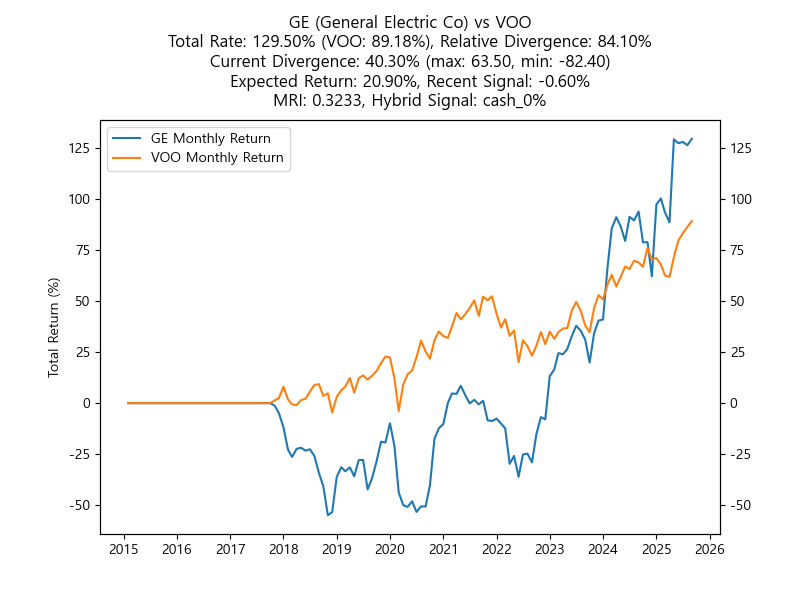 GE (General Electric Co) vs VOO
Total Rate: 129.50% (VOO: 89.18%), Relative Divergence: 84.10%
Current Divergence: 40.30% (max: 63.50, min: -82.40)
Expected Return: 20.90%, Recent Signal: -0.60%
MRI: 0.3233, Hybrid Signal: cash_0%
GE Monthly Return
VOO Monthly Return
Total Return (%)
125
100
75
50
25
0
-25
-50
125
100
75
50
25
0
-25
-50
2015 2016 2017 2018 2019 2020 2021 2022 2023 2024 2025 2026